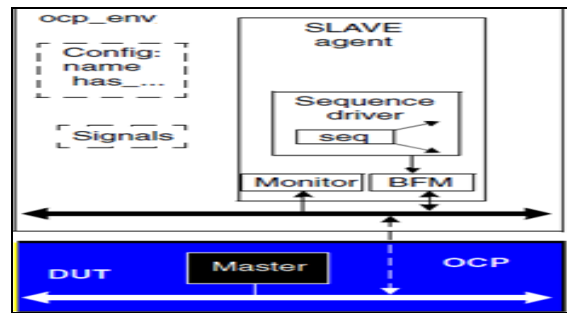 ocp_env
SLAVE
agent
Config:
name
has_...
Sequence
driver
Signals
seq
Monitor
BFM
Master
OCP
DUT